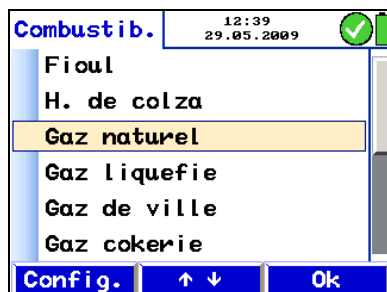 Combustib.
12:39
29.05.2009
Fioul
H. de colza
Gaz naturel
Gaz liquefie
Gaz de ville
Gaz cokerie
Config. ↑ ↓ Ok